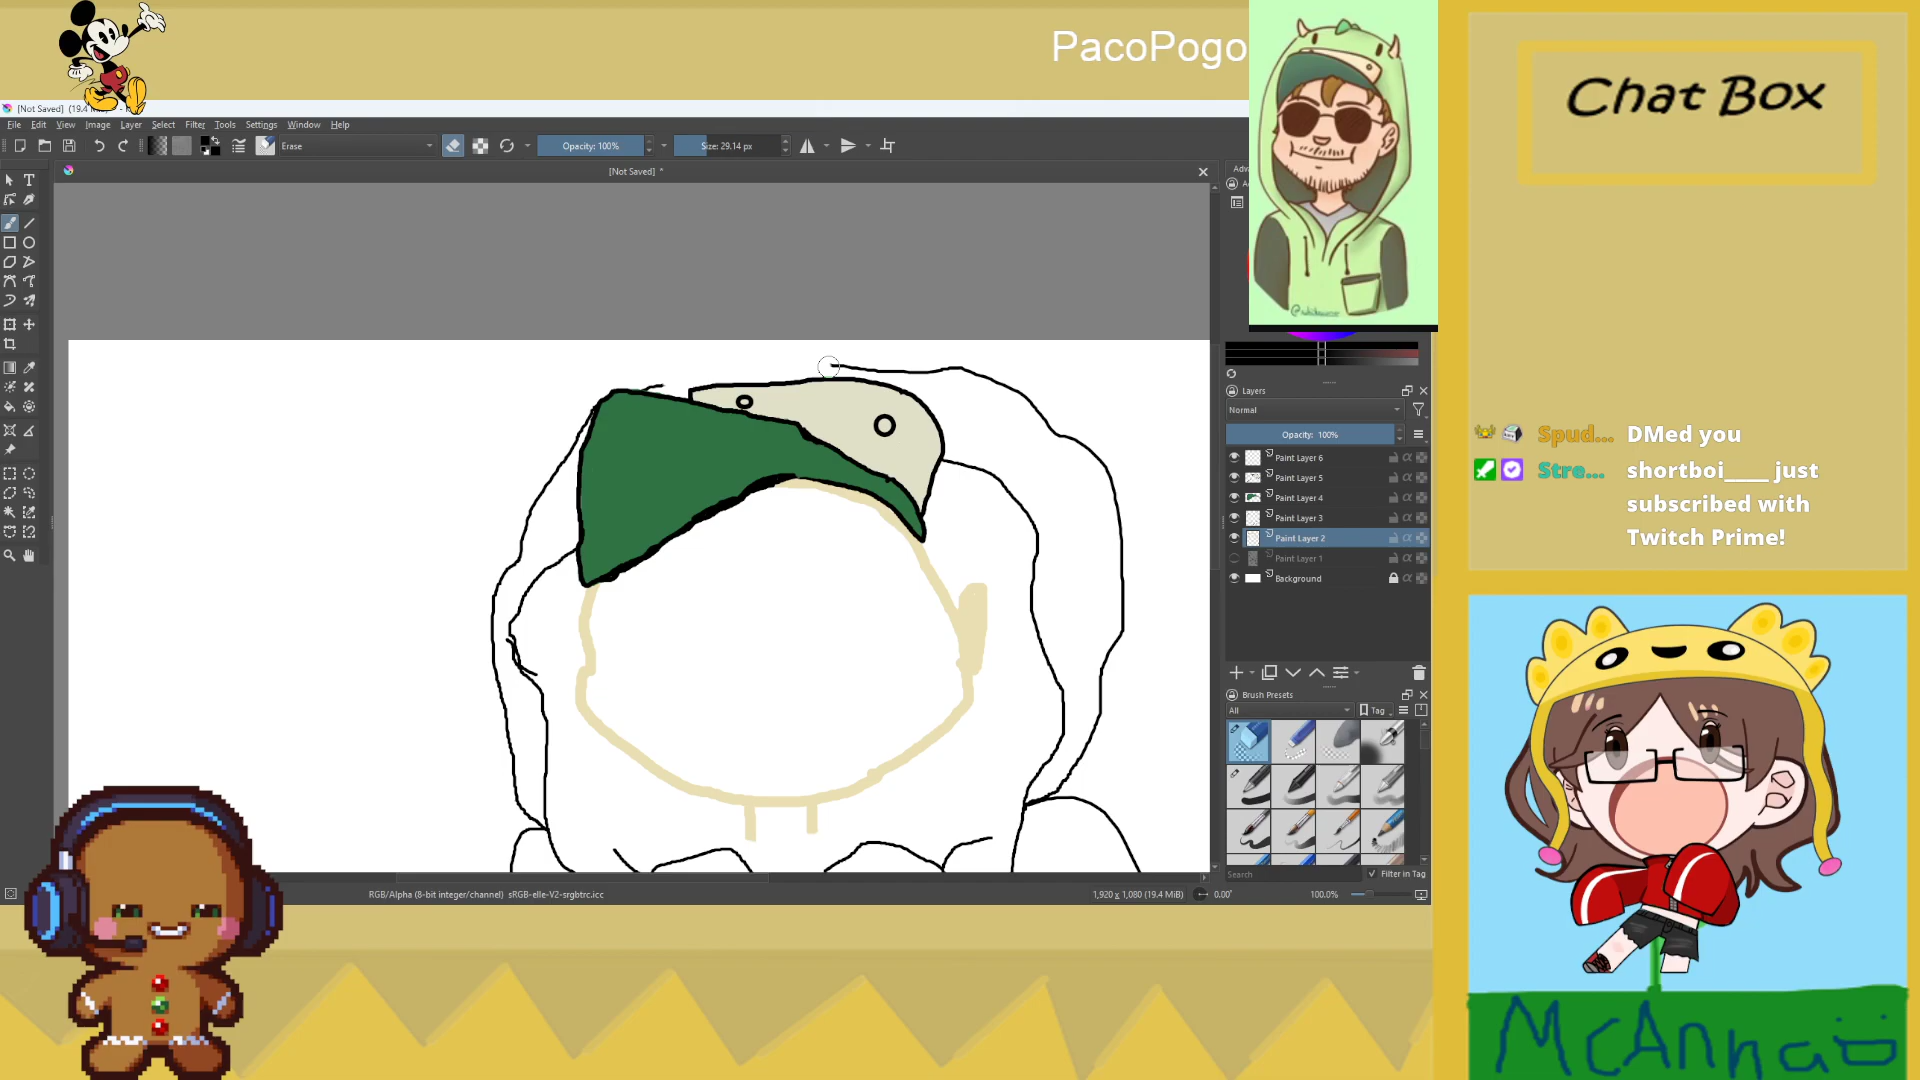 PacoPogo
Chat Box
[Not Saved] (19.4 M
File Edit View Image Layer Select Filter Tools Settings Window Help
Erase
Opacity: 100%
Size: 29.14 px
[Not Saved] *
Layers
Normal
Opacity: 100%
Paint Layer 6
Paint Layer 5
Paint Layer 4
Paint Layer 3
Paint Layer 2
Paint Layer 1
Background
Brush Presets
All
Tag
Search
Filter in Tag
RGB/Alpha (8-bit integer/channel) sRGB-elle-V2-srgbtrc.icc
1,920 x 1,080 (19.4 MiB)
0.00°
100.0%
Spud... DMed you
Stre... shortboi____ just
subscribed with
Twitch Prime!
McAnna